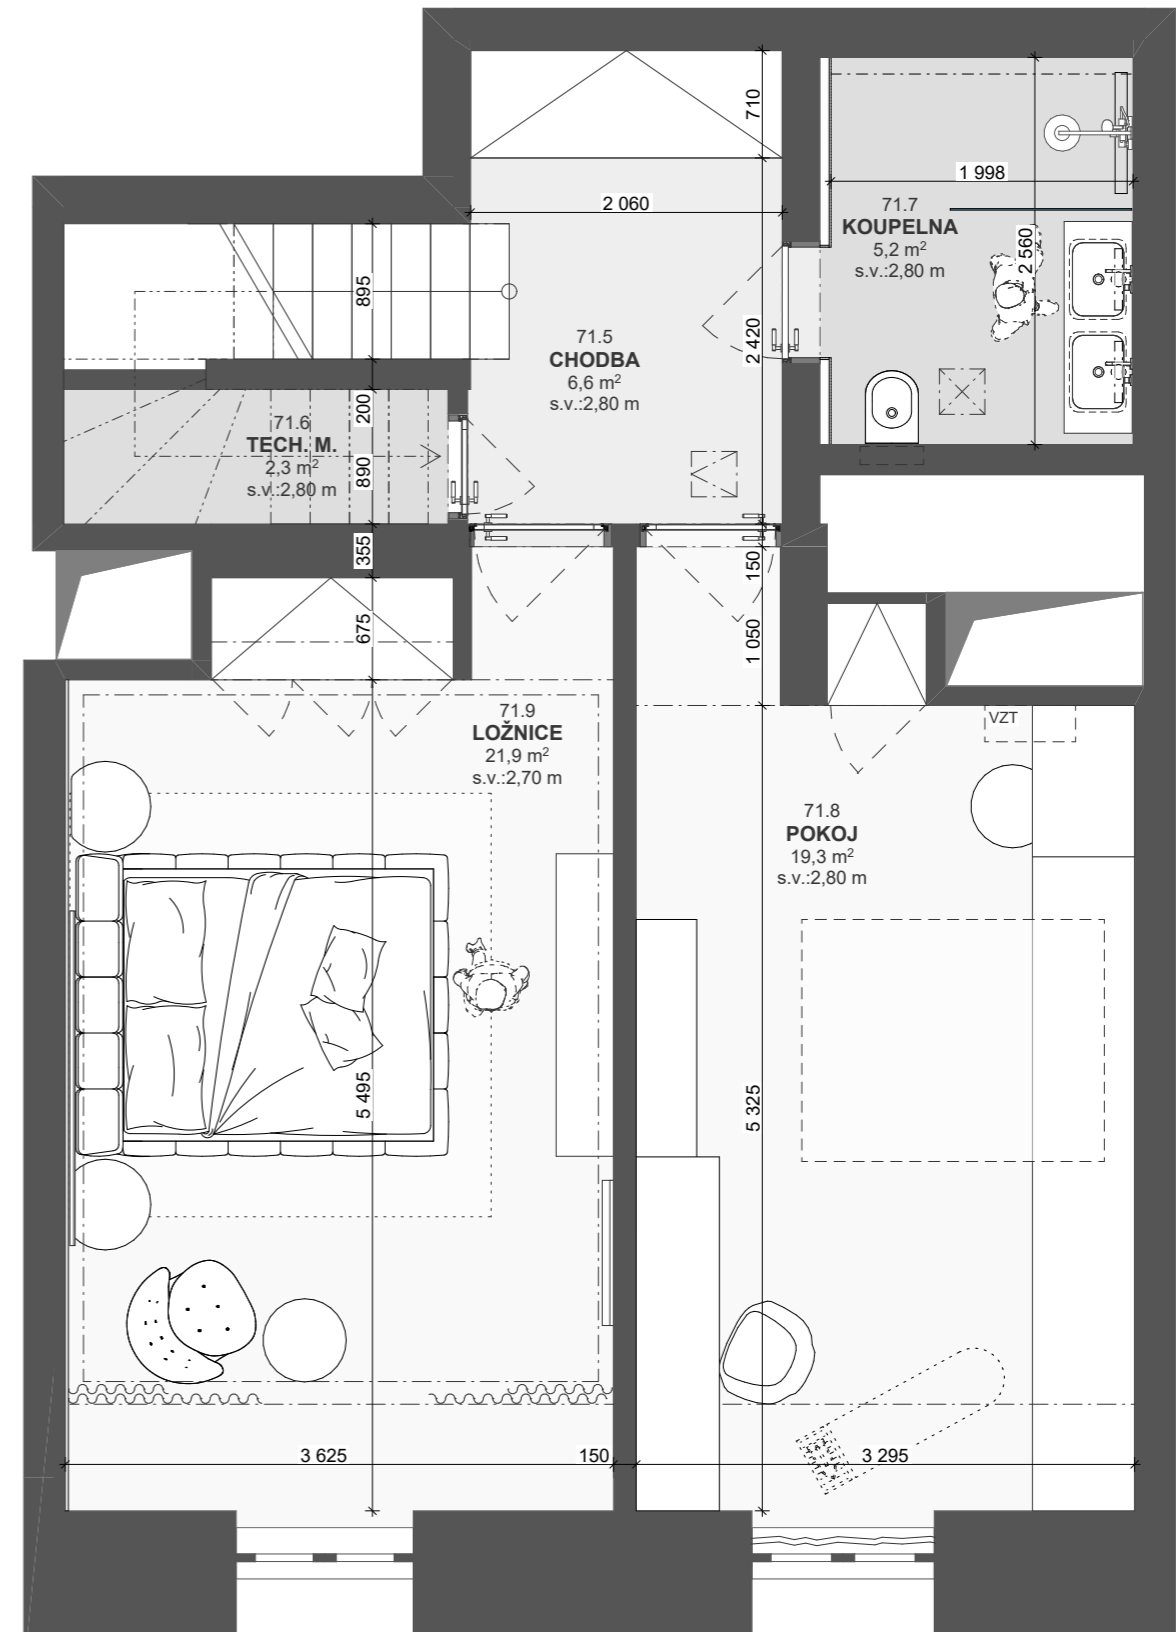 710
1 998
2 060
71.7
KOUPELNA
5,2 m²
s.v.:2,80 m
2 560
895
2 420
71.5
CHODBA
6,6 m²
s.v.:2,80 m
200
71.6
TECH. M.
2,3 m²
s.v.:2,80 m
890
355
150
675
1 050
71.9
LOŽNICE
21,9 m²
s.v.:2,70 m
VZT
71.8
POKOJ
19,3 m²
s.v.:2,80 m
5 495
5 325
3 625
150
3 295